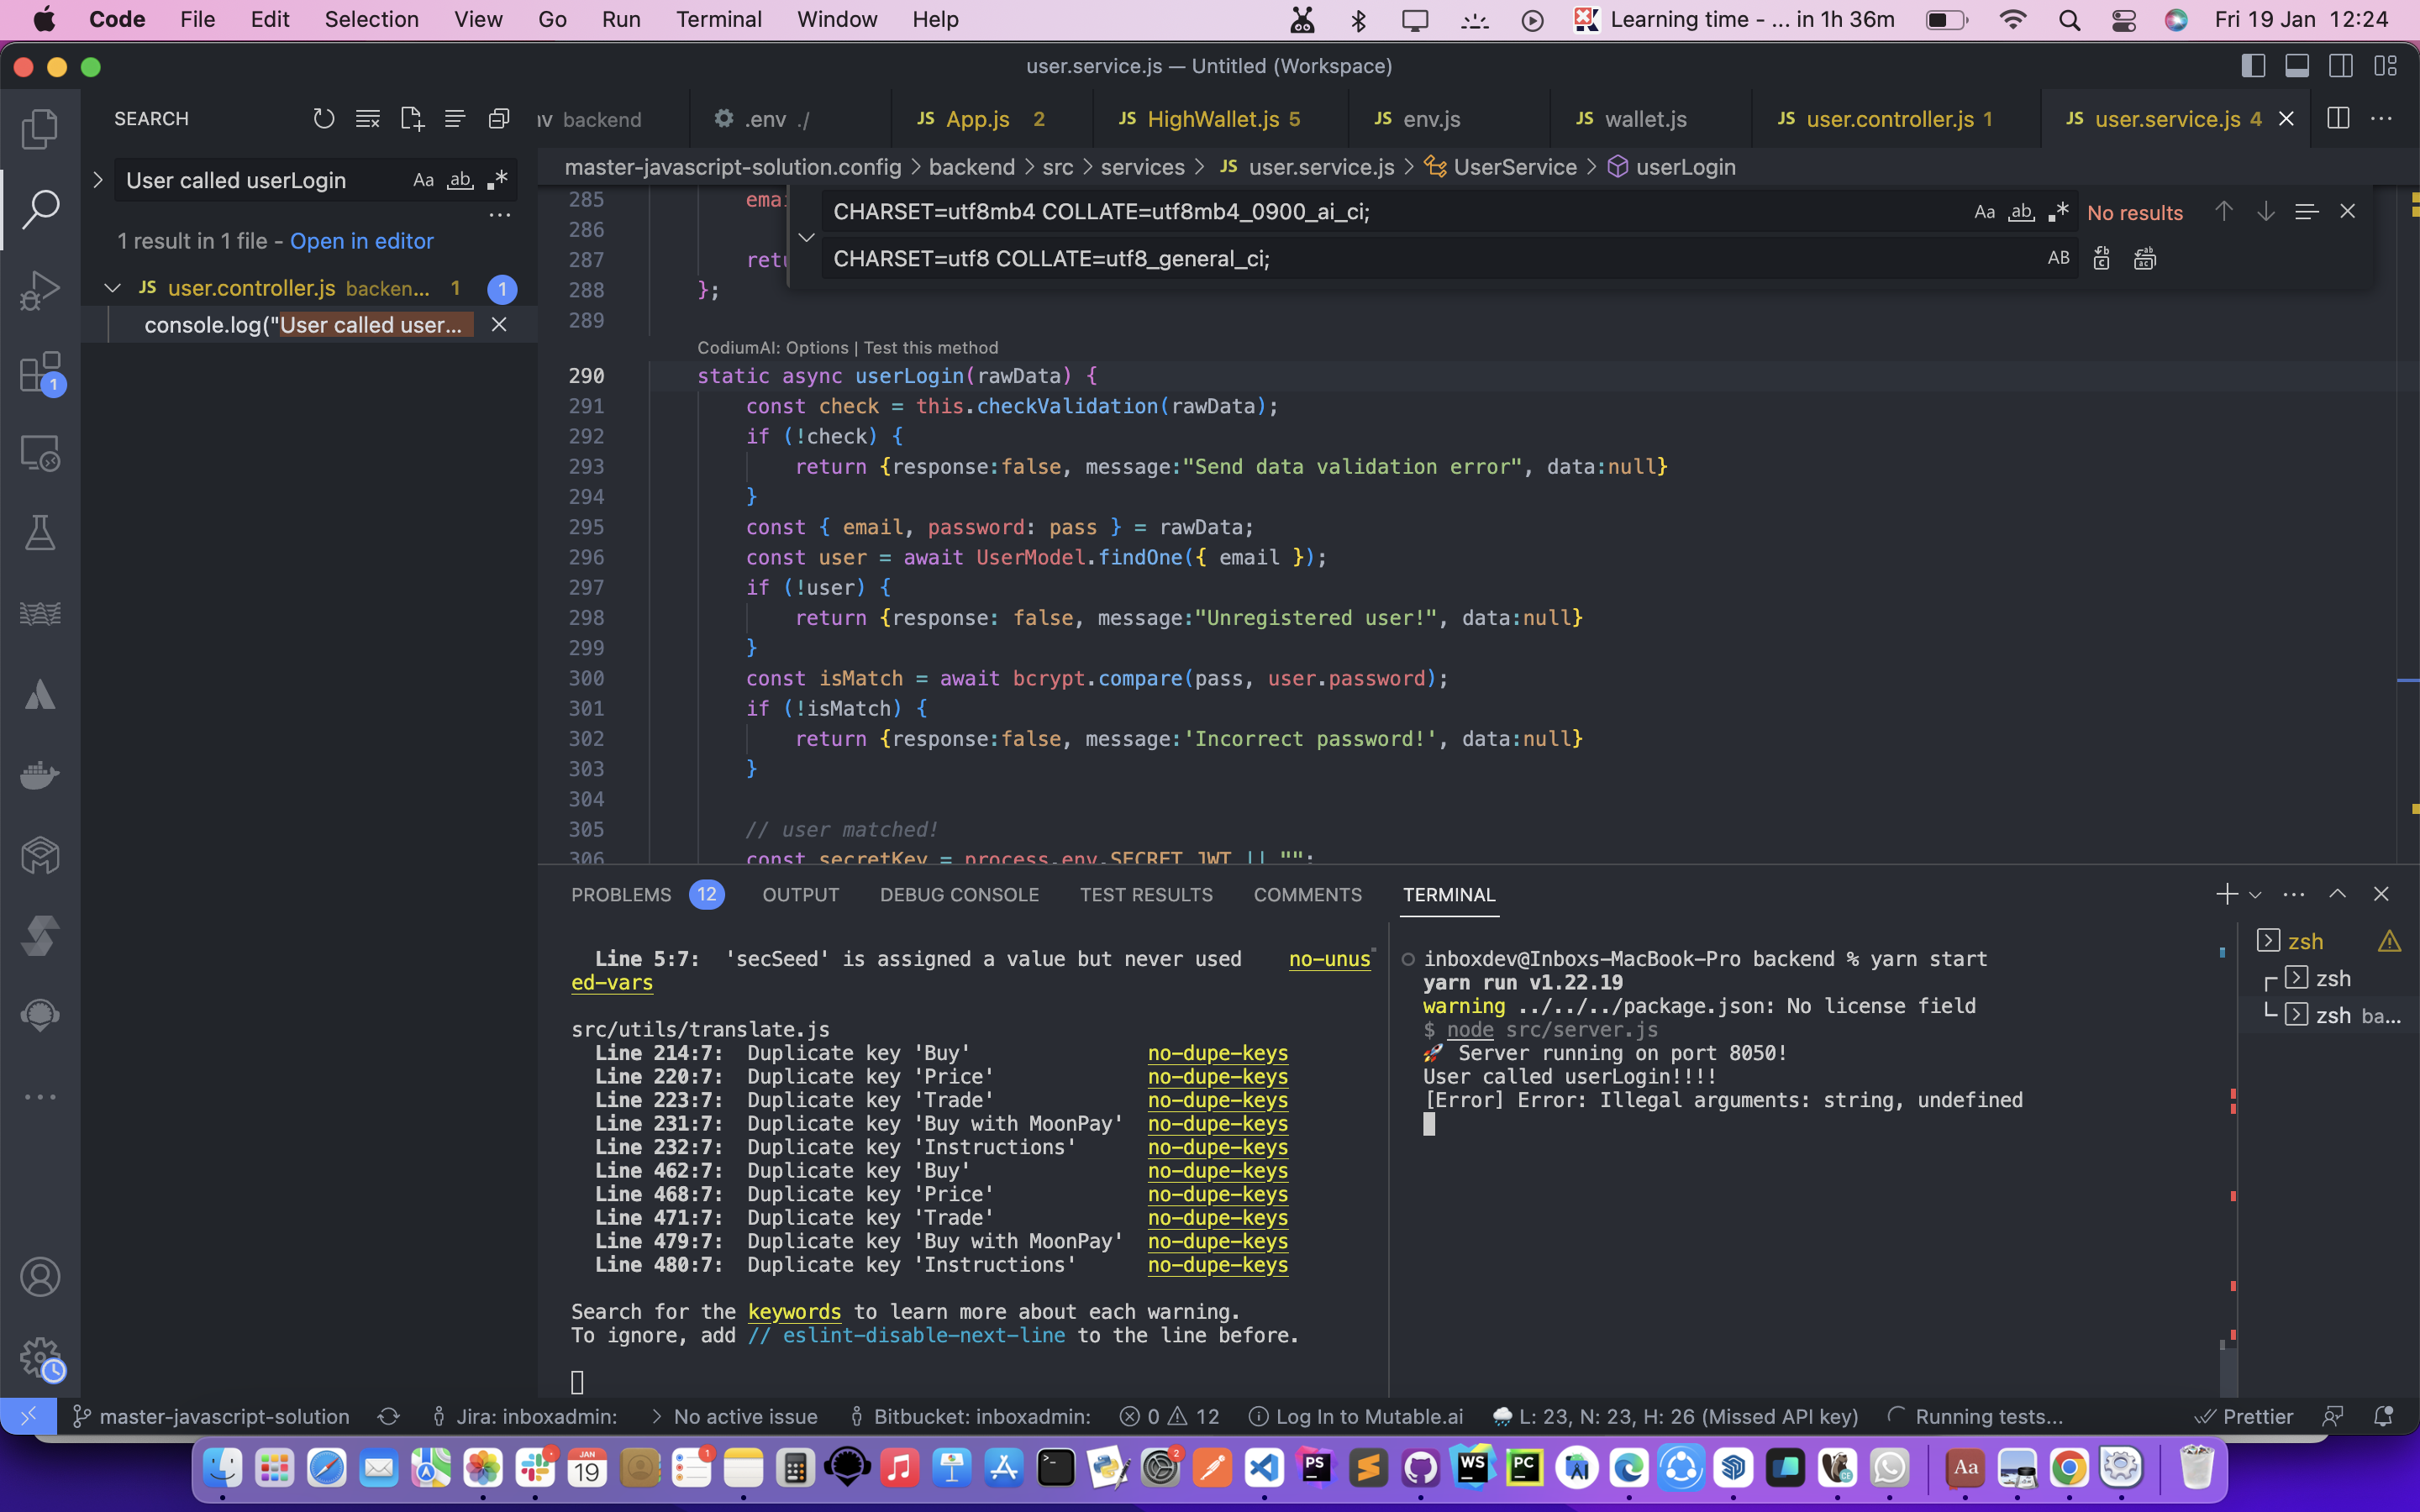 Code File Edit Selection View Go Run Terminal Window Help Learning time - ... in 1h 36m Fri 19 Jan 12:24
user.service.js — Untitled (Workspace)
SEARCH
User called userLogin Aa ab
1 result in 1 file - Open in editor
JS user.controller.js backen... 1 1
console.log("User called user...
1
nv backend .env ./ JS App.js 2 JS HighWallet.js 5 JS env.js JS wallet.js JS user.controller.js 1 JS user.service.js 4
master-javascript-solution.config > backend > src > services > JS user.service.js > UserService > userLogin
CHARSET=utf8mb4 COLLATE=utf8mb4_0900_ai_ci; Aa ab No results
CHARSET=utf8 COLLATE=utf8_general_ci; AB
285 emai
286
287 retu
288 };
289
CodiumAI: Options | Test this method
290 static async userLogin(rawData) {
291 const check = this.checkValidation(rawData);
292 if (!check) {
293 return {response:false, message:"Send data validation error", data:null}
294 }
295 const { email, password: pass } = rawData;
296 const user = await UserModel.findOne({ email });
297 if (!user) {
298 return {response: false, message:"Unregistered user!", data:null}
299 }
300 const isMatch = await bcrypt.compare(pass, user.password);
301 if (!isMatch) {
302 return {response:false, message:'Incorrect password!', data:null}
303 }
304
305 // user matched!
306 const secretKey = process.env.SECRET_JWT || "";
PROBLEMS 12 OUTPUT DEBUG CONSOLE TEST RESULTS COMMENTS TERMINAL
Line 5:7: 'secSeed' is assigned a value but never used no-unus
ed-vars
src/utils/translate.js
Line 214:7: Duplicate key 'Buy' no-dupe-keys
Line 220:7: Duplicate key 'Price' no-dupe-keys
Line 223:7: Duplicate key 'Trade' no-dupe-keys
Line 231:7: Duplicate key 'Buy with MoonPay' no-dupe-keys
Line 232:7: Duplicate key 'Instructions' no-dupe-keys
Line 462:7: Duplicate key 'Buy' no-dupe-keys
Line 468:7: Duplicate key 'Price' no-dupe-keys
Line 471:7: Duplicate key 'Trade' no-dupe-keys
Line 479:7: Duplicate key 'Buy with MoonPay' no-dupe-keys
Line 480:7: Duplicate key 'Instructions' no-dupe-keys
Search for the keywords to learn more about each warning.
To ignore, add // eslint-disable-next-line to the line before.
inboxdev@Inboxs-MacBook-Pro backend % yarn start
yarn run v1.22.19
warning ../../../package.json: No license field
$ node src/server.js
🚀 Server running on port 8050!
User called userLogin!!!!
[Error] Error: Illegal arguments: string, undefined
zsh
zsh
zsh ba...
master-javascript-solution Jira: inboxadmin: No active issue Bitbucket: inboxadmin: 0 12 Log In to Mutable.ai L: 23, N: 23, H: 26 (Missed API key) Running tests... Prettier
JAN
19
1
2
PS
WS
PC
CE
Aa